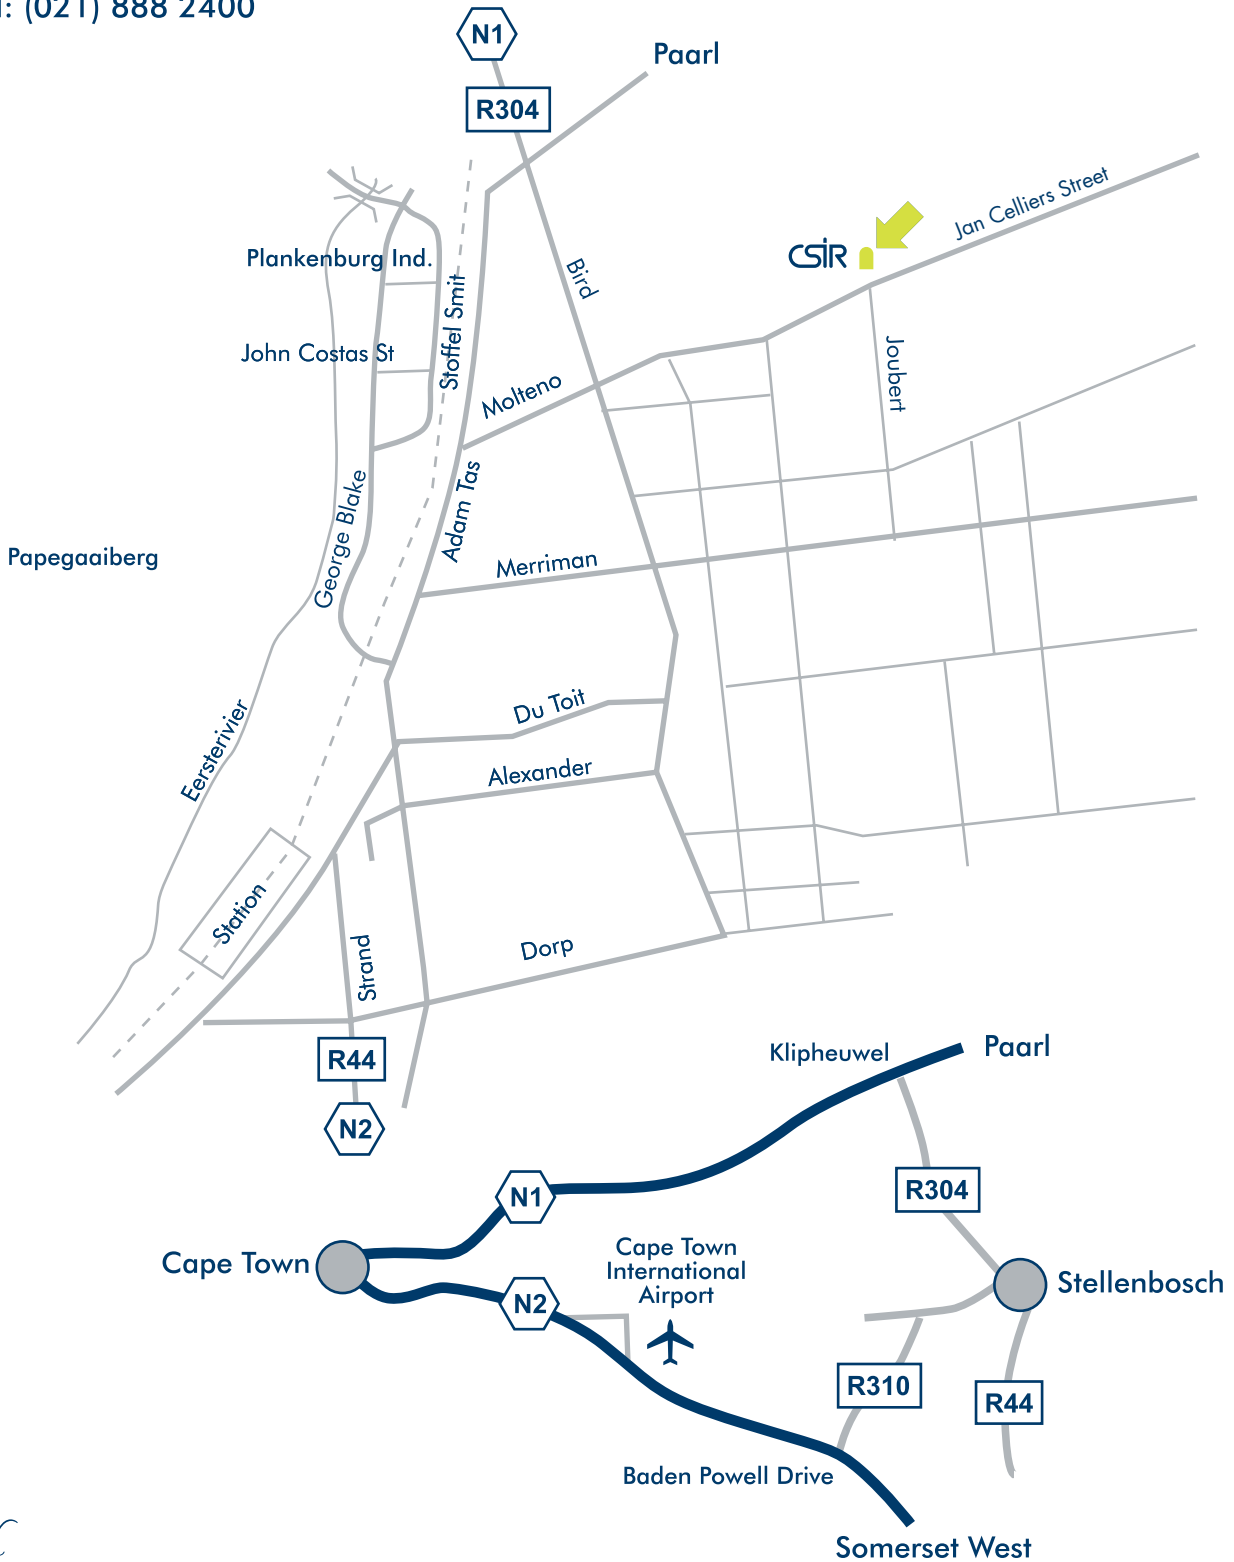 : (021) 888 2400
N1
Paarl
R304
Jan Celliers Street
CSIR
Plankenburg Ind.
Bird
Stoffel Smit
John Costas St
Joubert
Molteno
George Blake
Adam Tas
Papegaaiberg
Merriman
Du Toit
Eersterivier
Alexander
Station
Strand
Dorp
R44
N2
Klipheuwel
Paarl
R304
N1
Cape Town
Cape Town
International
Airport
Stellenbosch
N2
R310
R44
Baden Powell Drive
Somerset West